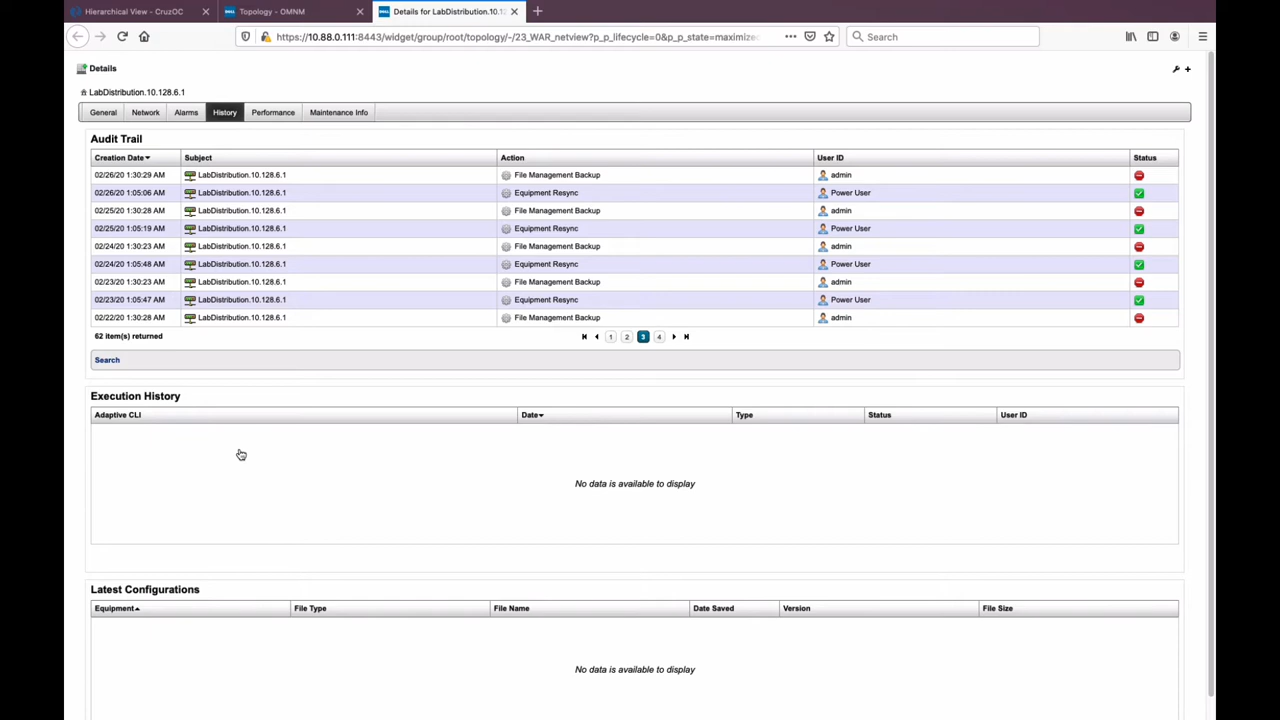 Hierarchical View - CruzOC
Topology - OMNM
Details for LabDistribution.10.12
https://10.88.0.111:8443/widget/group/root/topology/-/23_WAR_netview?p_p_lifecycle=0&p_p_state=maximized
Search
Details
LabDistribution.10.128.6.1
General Network Alarms History Performance Maintenance Info
Audit Trail
Creation Date Subject Action User ID Status
02/26/20 1:30:29 AM LabDistribution.10.128.6.1 File Management Backup admin
02/26/20 1:05:06 AM LabDistribution.10.128.6.1 Equipment Resync Power User
02/25/20 1:30:28 AM LabDistribution.10.128.6.1 File Management Backup admin
02/25/20 1:05:19 AM LabDistribution.10.128.6.1 Equipment Resync Power User
02/24/20 1:30:23 AM LabDistribution.10.128.6.1 File Management Backup admin
02/24/20 1:05:48 AM LabDistribution.10.128.6.1 Equipment Resync Power User
02/23/20 1:30:23 AM LabDistribution.10.128.6.1 File Management Backup admin
02/23/20 1:05:47 AM LabDistribution.10.128.6.1 Equipment Resync Power User
02/22/20 1:30:28 AM LabDistribution.10.128.6.1 File Management Backup admin
62 item(s) returned 1 2 3 4
Search
Execution History
Adaptive CLI Date Type Status User ID
No data is available to display
Latest Configurations
Equipment File Type File Name Date Saved Version File Size
No data is available to display